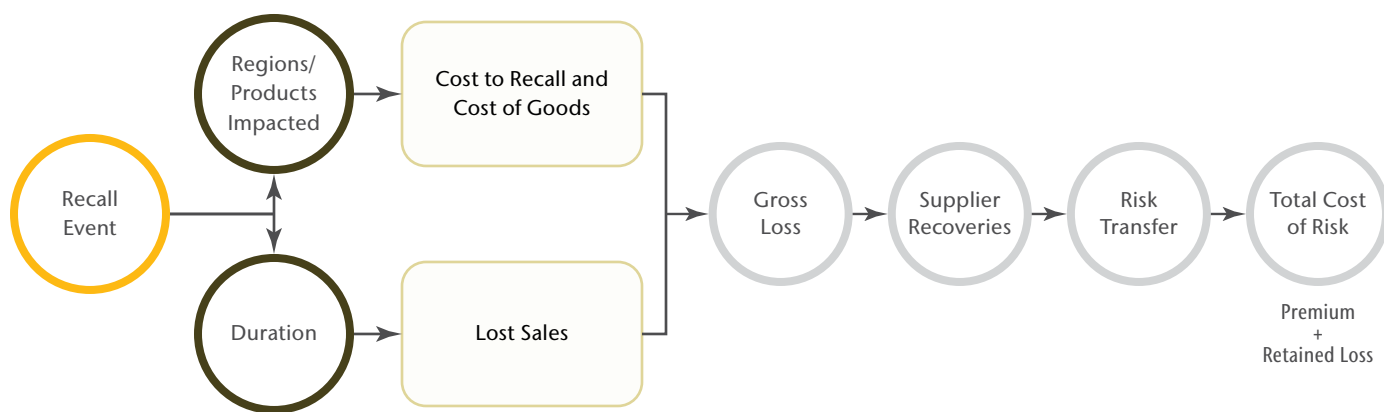 Recall
Event
Regions/
Products
Impacted
Cost to Recall and
Cost of Goods
Duration
Lost Sales
Gross
Loss
Supplier
Recoveries
Risk
Transfer
Total Cost
of Risk
Premium
+
Retained Loss